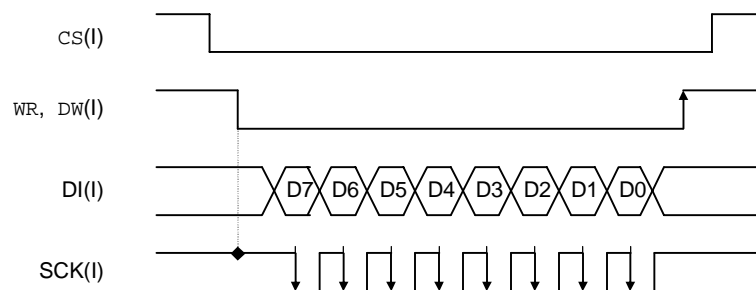 CS(I)
WR, DW(I)
DI(I) D7 D6 D5 D4 D3 D2 D1 D0
SCK(I)